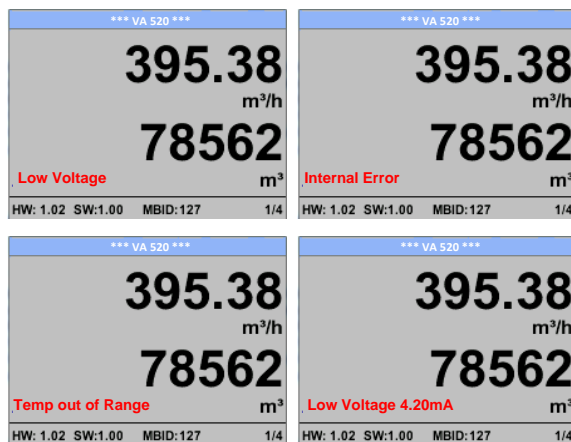 *** VA 520 ***
395.38
m³/h
78562
Low Voltage m³
HW: 1.02 SW:1.00 MBID:127 1/4
*** VA 520 ***
395.38
m³/h
78562
Internal Error m³
HW: 1.02 SW:1.00 MBID:127 1/4
*** VA 520 ***
395.38
m³/h
78562
Temp out of Range m³
HW: 1.02 SW:1.00 MBID:127 1/4
*** VA 520 ***
395.38
m³/h
78562
Low Voltage 4.20mA m³
HW: 1.02 SW:1.00 MBID:127 1/4